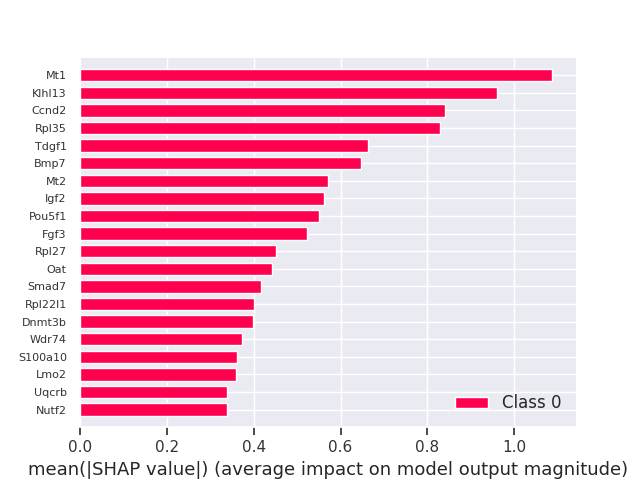 Mt1
Klhl13
Ccnd2
Rpl35
Tdgf1
Bmp7
Mt2
Igf2
Pou5f1
Fgf3
Rpl27
Oat
Smad7
Rpl22l1
Dnmt3b
Wdr74
S100a10
Lmo2
Uqcrb
Nutf2
Class 0
0.0 0.2 0.4 0.6 0.8 1.0
mean(|SHAP value|) (average impact on model output magnitude)